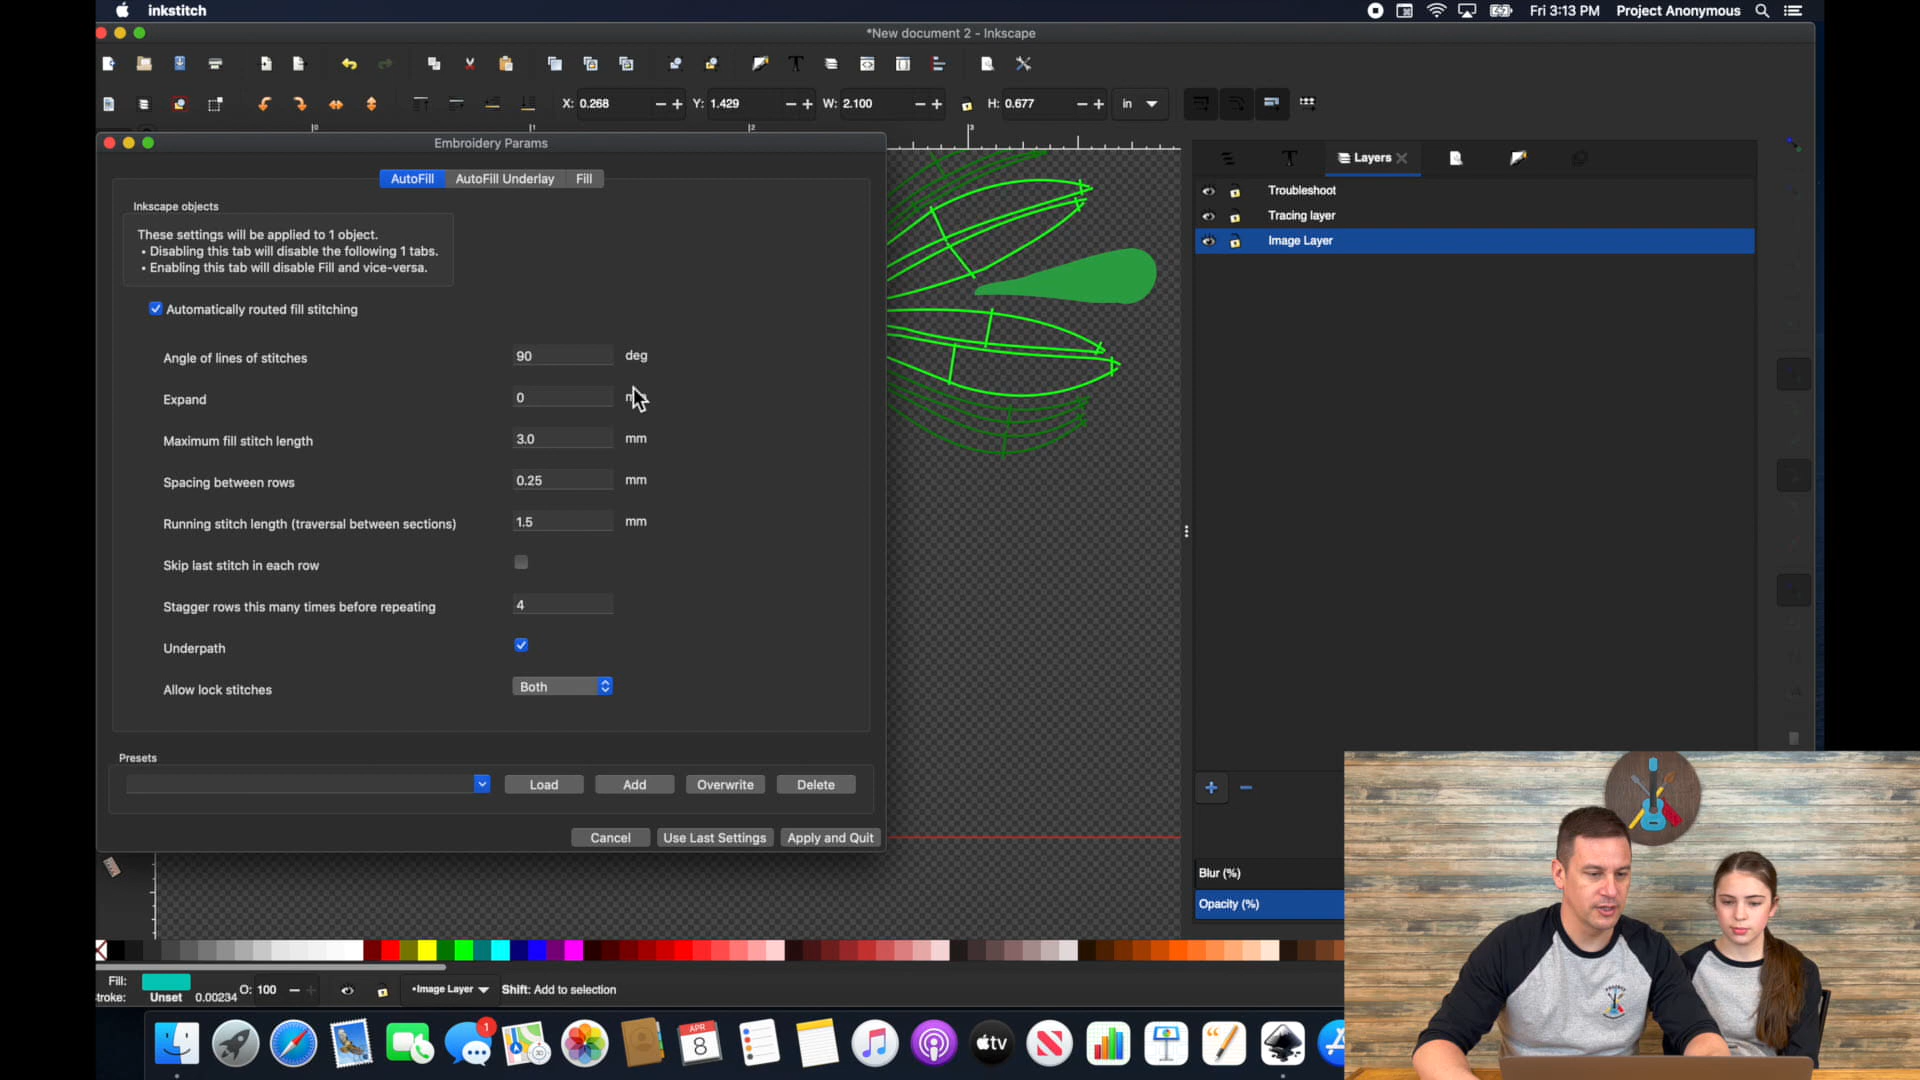 inkstitch
Fri 3:13 PM Project Anonymous
*New document 2 - Inkscape
X: 0.268 Y: 1.429 W: 2.100 H: 0.677 in
Embroidery Params
AutoFill AutoFill Underlay Fill
Inkscape objects
These settings will be applied to 1 object.
• Disabling this tab will disable the following 1 tabs.
• Enabling this tab will disable Fill and vice-versa.
Automatically routed fill stitching
Angle of lines of stitches 90 deg
Expand 0
Maximum fill stitch length 3.0 mm
Spacing between rows 0.25 mm
Running stitch length (traversal between sections) 1.5 mm
Skip last stitch in each row
Stagger rows this many times before repeating 4
Underpath
Allow lock stitches Both
Presets
Load Add Overwrite Delete
Cancel Use Last Settings Apply and Quit
Layers
Troubleshoot
Tracing layer
Image Layer
Blur (%)
Opacity (%)
Fill:
troke: Unset 0.00234 O: 100 •Image Layer Shift: Add to selection
1
APR
8
tv